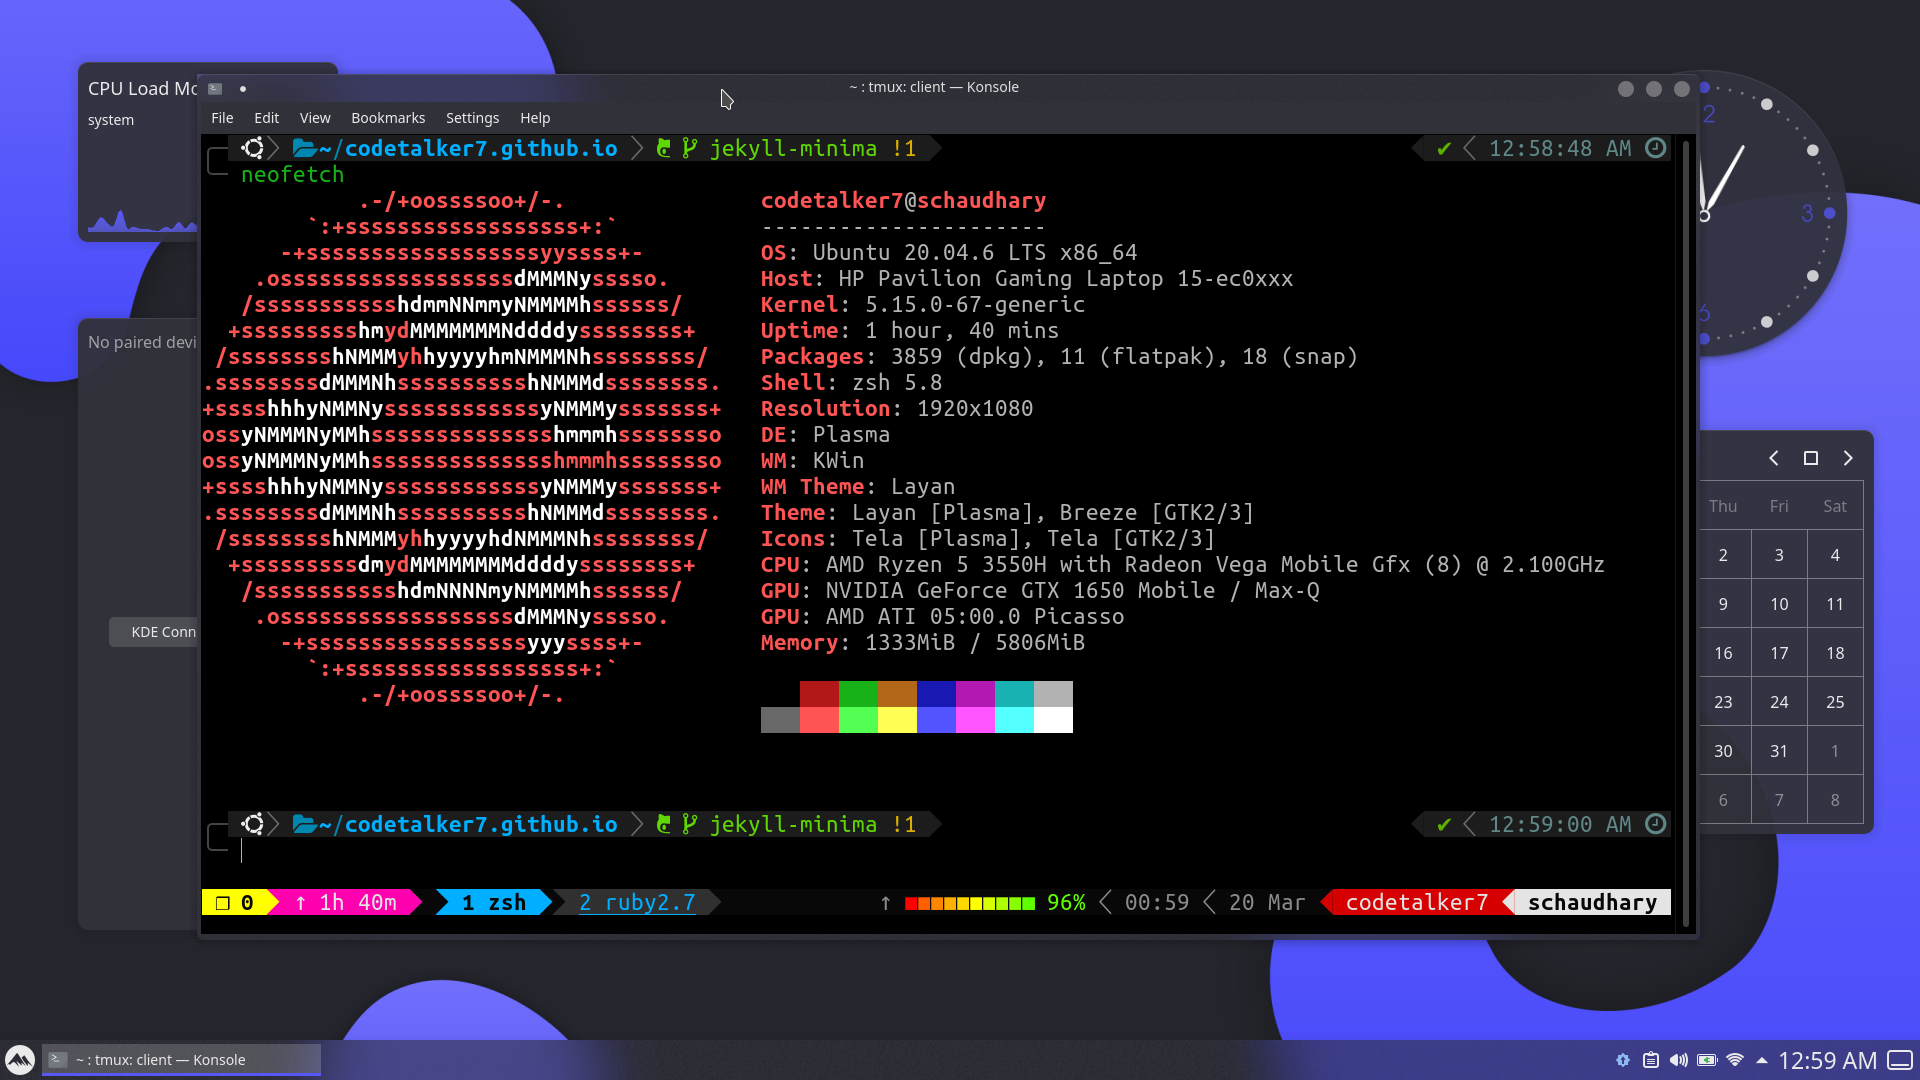 CPU Load Mo
system
~ : tmux: client — Konsole
File Edit View Bookmarks Settings Help
~/codetalker7.github.io jekyll-minima !1 ✔ 12:58:48 AM
neofetch
.-/+oossssoo+/-. codetalker7@schaudhary
`:+ssssssssssssssssss+:` ----------------------
-+ssssssssssssssssssyyssss+- OS: Ubuntu 20.04.6 LTS x86_64
.ossssssssssssssssssdMMMNysssso. Host: HP Pavilion Gaming Laptop 15-ec0xxx
/ssssssssssshdmmNNmmyNMMMMhssssss/ Kernel: 5.15.0-67-generic
+ssssssssshmydMMMMMMMNddddyssssssss+ Uptime: 1 hour, 40 mins
/sssssssshNMMMyhhyyyyhmNMMMNhssssssss/ Packages: 3859 (dpkg), 11 (flatpak), 18 (snap)
.ssssssssdMMMNhsssssssssshNMMMdssssssss. Shell: zsh 5.8
+sssshhhyNMMNyssssssssssssyNMMMysssssss+ Resolution: 1920x1080
ossyNMMMNyMMhsssssssssssssshmmmhssssssso DE: Plasma
ossyNMMMNyMMhsssssssssssssshmmmhssssssso WM: KWin
+sssshhhyNMMNyssssssssssssyNMMMysssssss+ WM Theme: Layan
.ssssssssdMMMNhsssssssssshNMMMdssssssss. Theme: Layan [Plasma], Breeze [GTK2/3]
/sssssssshNMMMyhhyyyyhdNMMMNhssssssss/ Icons: Tela [Plasma], Tela [GTK2/3]
+sssssssssdmydMMMMMMMMddddyssssssss+ CPU: AMD Ryzen 5 3550H with Radeon Vega Mobile Gfx (8) @ 2.100GHz
/ssssssssssshdmNNNNmyNMMMMhssssss/ GPU: NVIDIA GeForce GTX 1650 Mobile / Max-Q
.ossssssssssssssssssdMMMNysssso. GPU: AMD ATI 05:00.0 Picasso
-+sssssssssssssssssyyyssss+- Memory: 1333MiB / 5806MiB
`:+ssssssssssssssssss+:`
.-/+oossssoo+/-.
~/codetalker7.github.io jekyll-minima !1 ✔ 12:59:00 AM
❐ 0 ↑ 1h 40m 1 zsh 2 ruby2.7 ↑ 96% 00:59 20 Mar codetalker7 schaudhary
No paired devi
KDE Conn
2
3
6
Thu Fri Sat
2 3 4
9 10 11
16 17 18
23 24 25
30 31 1
6 7 8
~ : tmux: client — Konsole
12:59 AM